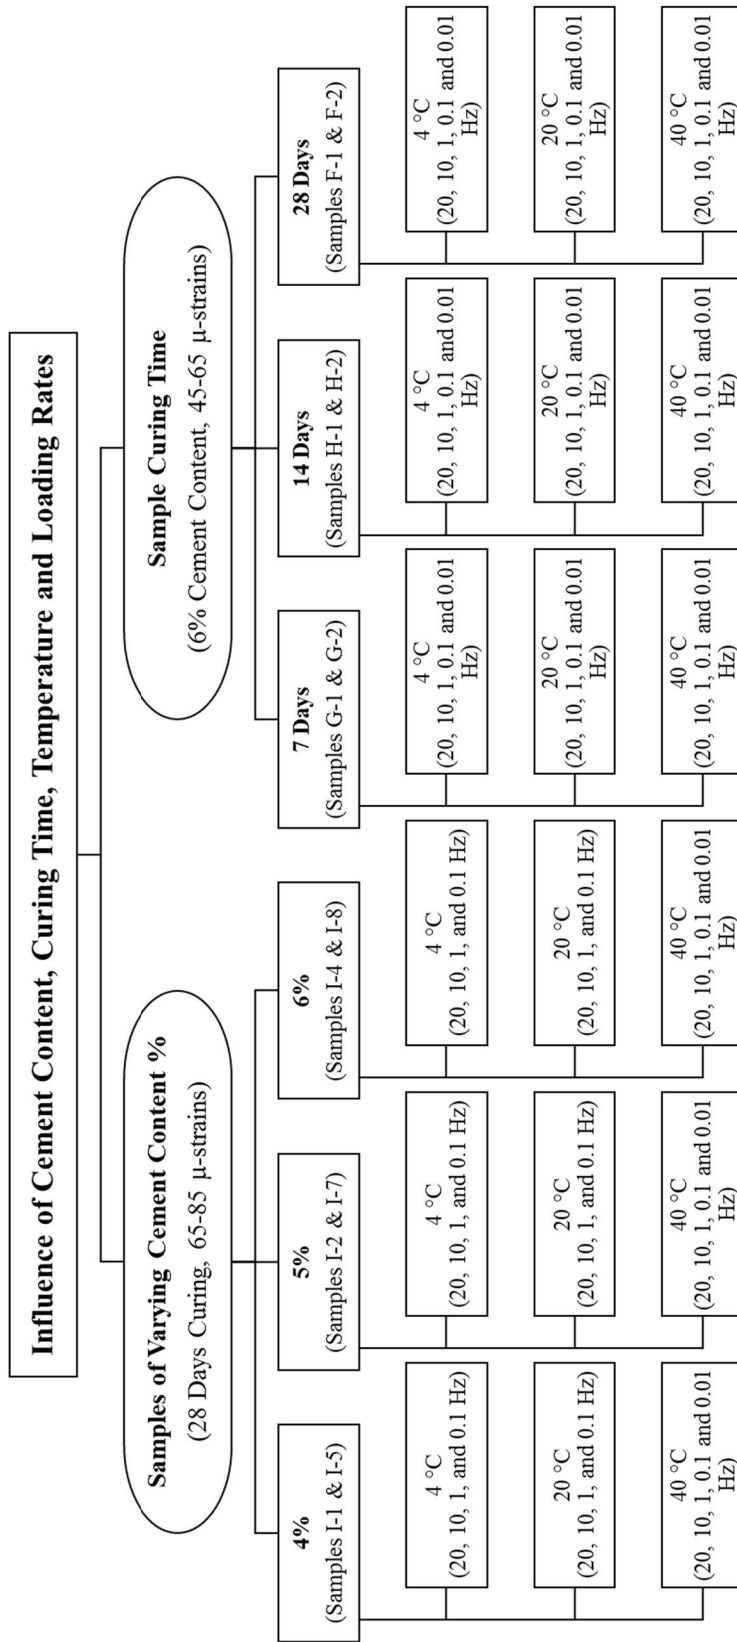 Influence of Cement Content, Curing Time, Temperature and Loading Rates
Samples of Varying Cement Content %
(28 Days Curing, 65-85 μ-strains)
Sample Curing Time
(6% Cement Content, 45-65 μ-strains)
4%
(Samples I-1 & I-5)
4 °C
(20, 10, 1, and 0.1 Hz)
20 °C
(20, 10, 1, and 0.1 Hz)
40 °C
(20, 10, 1, 0.1 and 0.01
Hz)
5%
(Samples I-2 & I-7)
4 °C
(20, 10, 1, and 0.1 Hz)
20 °C
(20, 10, 1, and 0.1 Hz)
40 °C
(20, 10, 1, 0.1 and 0.01
Hz)
6%
(Samples I-4 & I-8)
4 °C
(20, 10, 1, and 0.1 Hz)
20 °C
(20, 10, 1, and 0.1 Hz)
40 °C
(20, 10, 1, 0.1 and 0.01
Hz)
7 Days
(Samples G-1 & G-2)
4 °C
(20, 10, 1, 0.1 and 0.01
Hz)
20 °C
(20, 10, 1, 0.1 and 0.01
Hz)
40 °C
(20, 10, 1, 0.1 and 0.01
Hz)
14 Days
(Samples H-1 & H-2)
4 °C
(20, 10, 1, 0.1 and 0.01
Hz)
20 °C
(20, 10, 1, 0.1 and 0.01
Hz)
40 °C
(20, 10, 1, 0.1 and 0.01
Hz)
28 Days
(Samples F-1 & F-2)
4 °C
(20, 10, 1, 0.1 and 0.01
Hz)
20 °C
(20, 10, 1, 0.1 and 0.01
Hz)
40 °C
(20, 10, 1, 0.1 and 0.01
Hz)